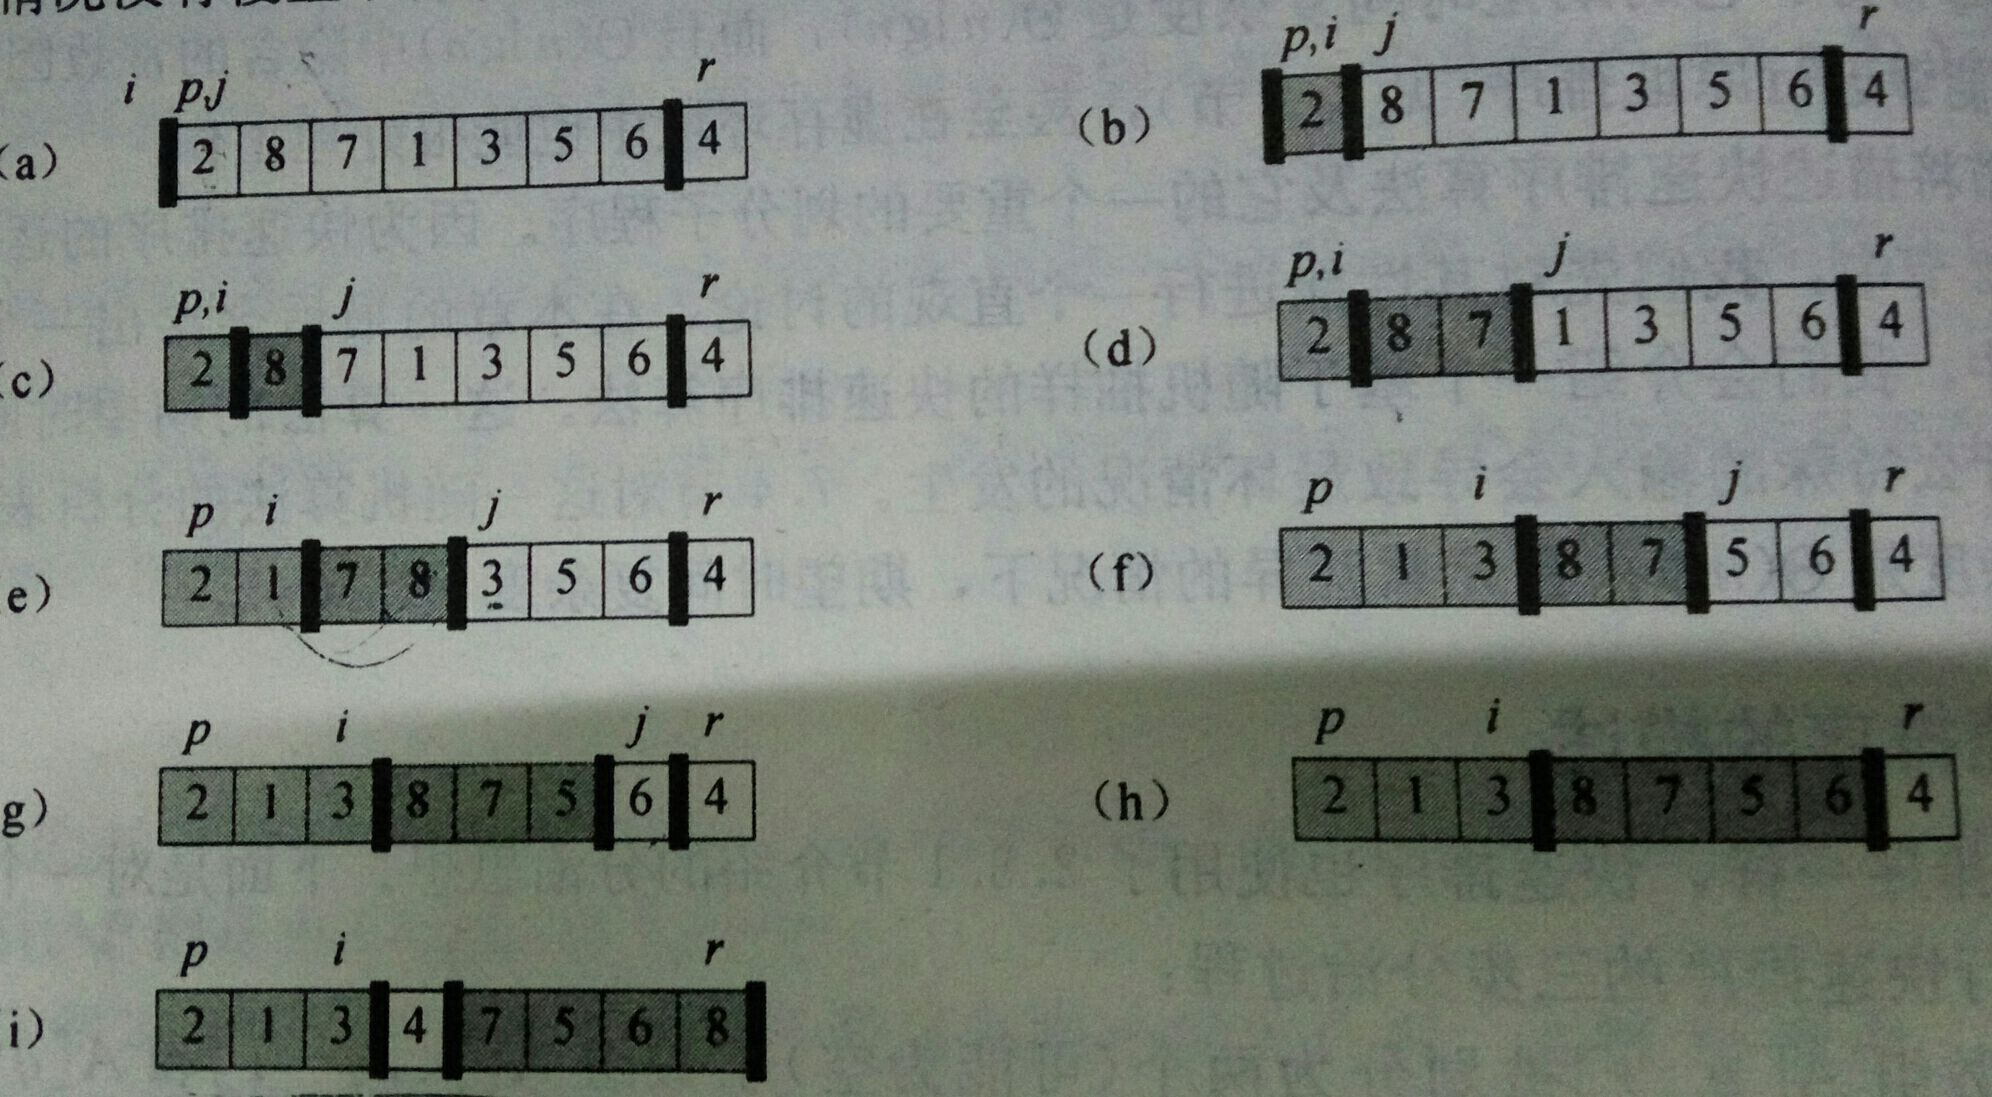 i p,j r
(a) 2 8 7 1 3 5 6 4
p,i j r
(b) 2 8 7 1 3 5 6 4
p,i j r
(c) 2 8 7 1 3 5 6 4
p,i j r
(d) 2 8 7 1 3 5 6 4
p i j r
e) 2 1 7 8 3 5 6 4
p i j r
(f) 2 1 3 8 7 5 6 4
p i j r
g) 2 1 3 8 7 5 6 4
p i r
(h) 2 1 3 8 7 5 6 4
p i r
i) 2 1 3 4 7 5 6 8